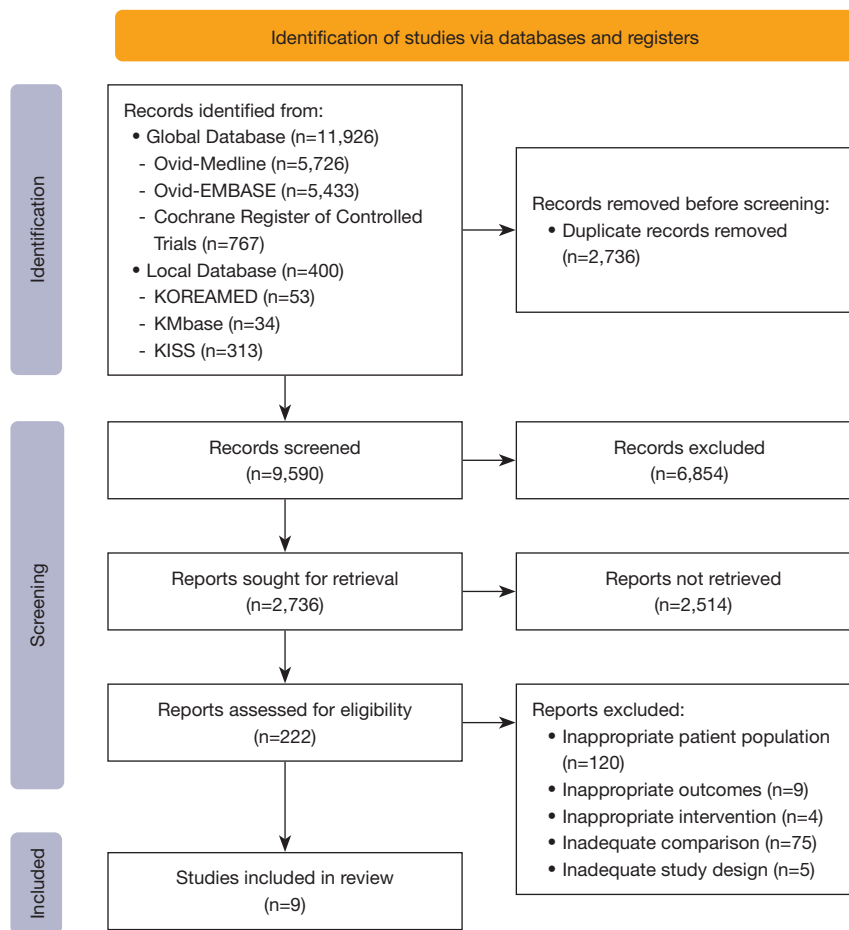 Identification of studies via databases and registers
Identification
Records identified from:
• Global Database (n=11,926)
- Ovid-Medline (n=5,726)
- Ovid-EMBASE (n=5,433)
- Cochrane Register of Controlled
Trials (n=767)
• Local Database (n=400)
- KOREAMED (n=53)
- KMbase (n=34)
- KISS (n=313)
Records removed before screening:
• Duplicate records removed
(n=2,736)
Screening
Records screened
(n=9,590)
Records excluded
(n=6,854)
Reports sought for retrieval
(n=2,736)
Reports not retrieved
(n=2,514)
Reports assessed for eligibility
(n=222)
Reports excluded:
• Inappropriate patient population
(n=120)
• Inappropriate outcomes (n=9)
• Inappropriate intervention (n=4)
• Inadequate comparison (n=75)
• Inadequate study design (n=5)
Included
Studies included in review
(n=9)